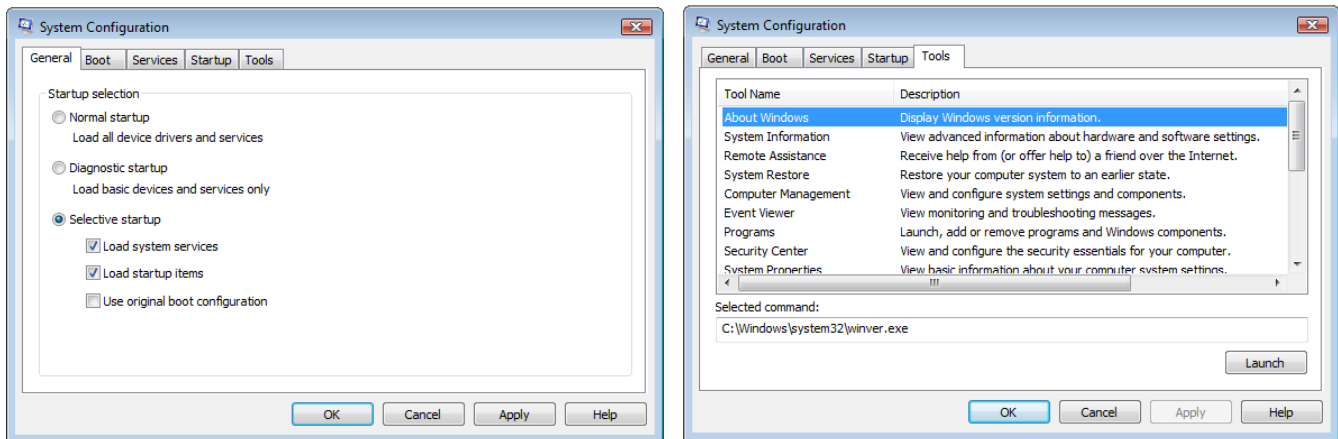 System Configuration
General Boot Services Startup Tools
Startup selection
Normal startup
Load all device drivers and services
Diagnostic startup
Load basic devices and services only
Selective startup
Load system services
Load startup items
Use original boot configuration
OK Cancel Apply Help
System Configuration
General Boot Services Startup Tools
Tool Name Description
About Windows Display Windows version information.
System Information View advanced information about hardware and software settings.
Remote Assistance Receive help from (or offer help to) a friend over the Internet.
System Restore Restore your computer system to an earlier state.
Computer Management View and configure system settings and components.
Event Viewer View monitoring and troubleshooting messages.
Programs Launch, add or remove programs and Windows components.
Security Center View and configure the security essentials for your computer.
System Properties View basic information about your computer system settings.
Selected command:
C:\Windows\system32\winver.exe
Launch
OK Cancel Apply Help